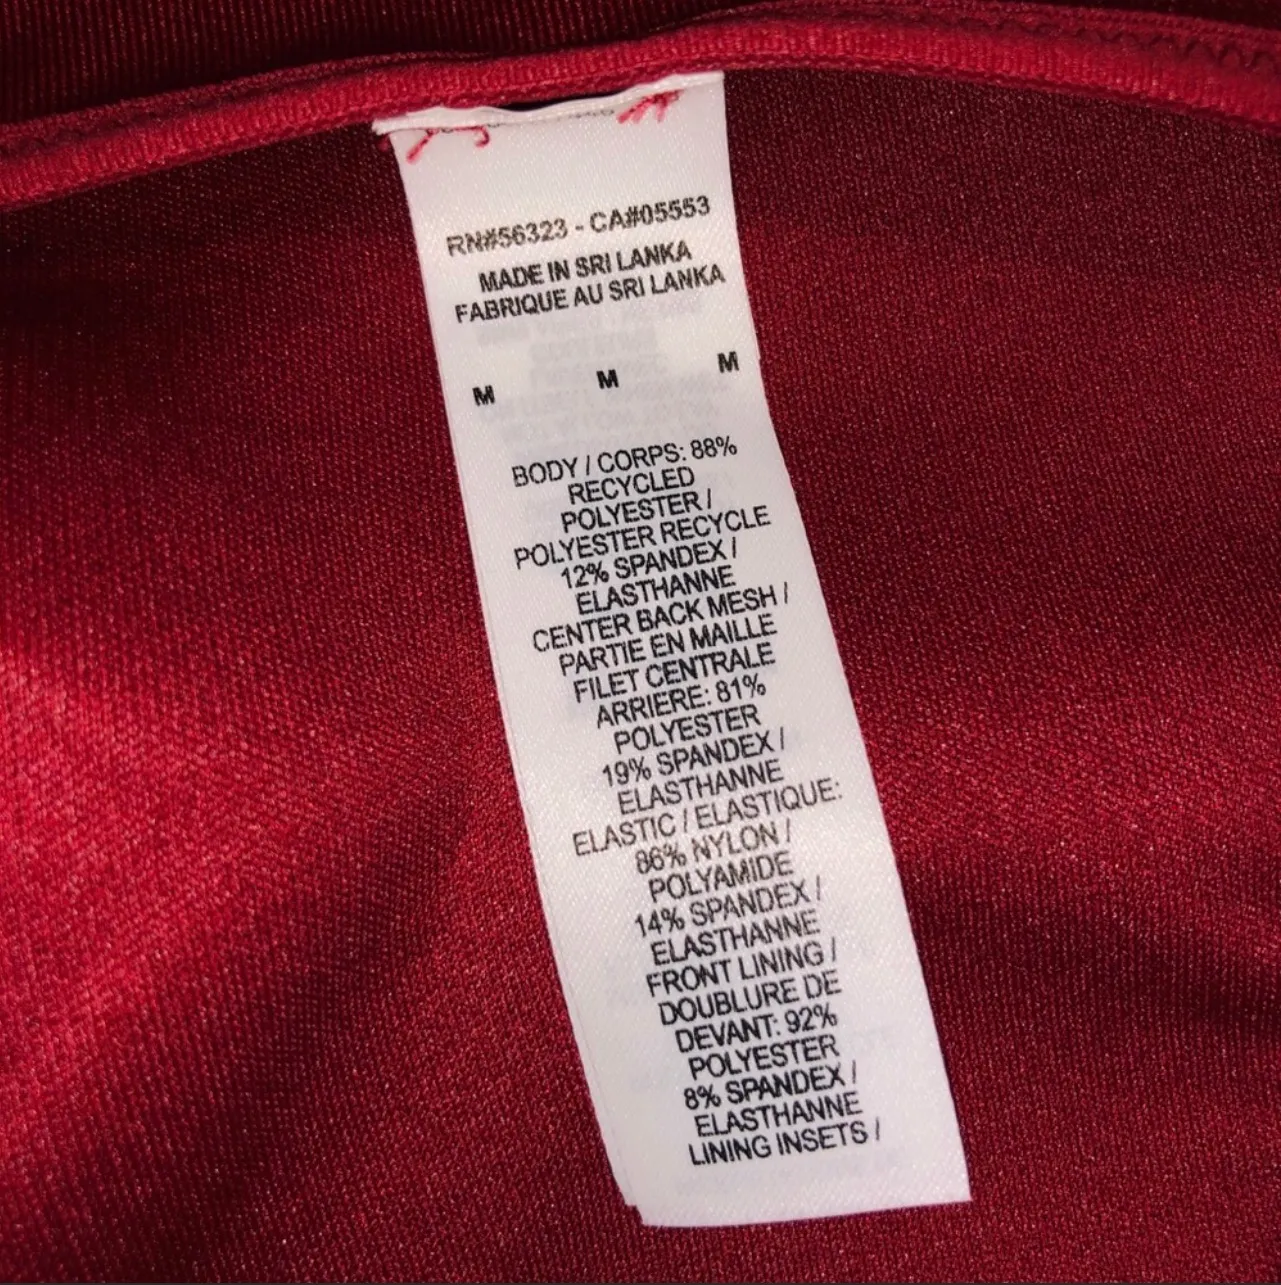 RN#56323 - CA#05553
MADE IN SRI LANKA
FABRIQUE AU SRI LANKA
M M M
BODY / CORPS: 88%
RECYCLED
POLYESTER /
POLYESTER RECYCLE
12% SPANDEX /
ELASTHANNE
CENTER BACK MESH /
PARTIE EN MAILLE
FILET CENTRALE
ARRIERE: 81%
POLYESTER
19% SPANDEX /
ELASTHANNE
ELASTIC / ELASTIQUE:
86% NYLON /
POLYAMIDE
14% SPANDEX /
ELASTHANNE
FRONT LINING /
DOUBLURE DE
DEVANT: 92%
POLYESTER
8% SPANDEX /
ELASTHANNE
LINING INSETS /